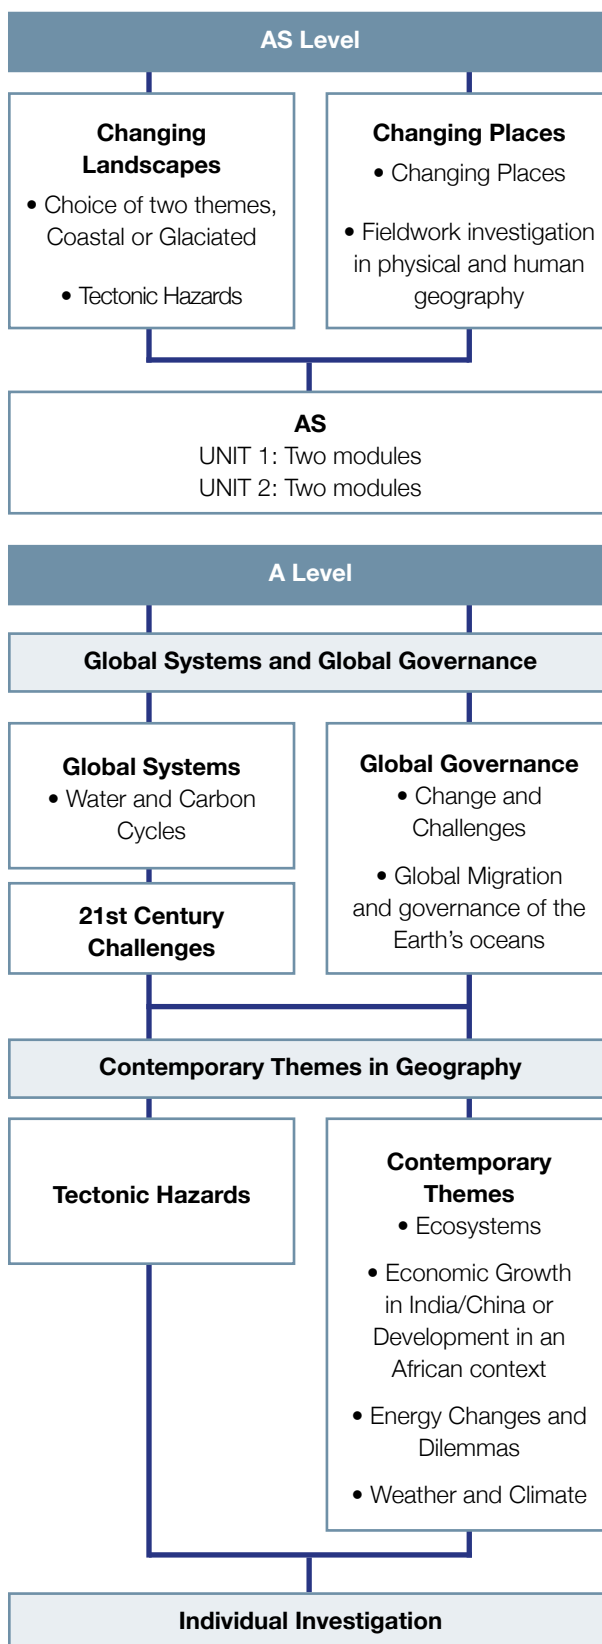 AS Level
Changing
Landscapes
• Choice of two themes,
Coastal or Glaciated
• Tectonic Hazards
Changing Places
• Changing Places
• Fieldwork investigation
in physical and human
geography
AS
UNIT 1: Two modules
UNIT 2: Two modules
A Level
Global Systems and Global Governance
Global Systems
• Water and Carbon
Cycles
21st Century
Challenges
Global Governance
• Change and
Challenges
• Global Migration
and governance of the
Earth’s oceans
Contemporary Themes in Geography
Tectonic Hazards
Contemporary
Themes
• Ecosystems
• Economic Growth
in India/China or
Development in an
African context
• Energy Changes and
Dilemmas
• Weather and Climate
Individual Investigation